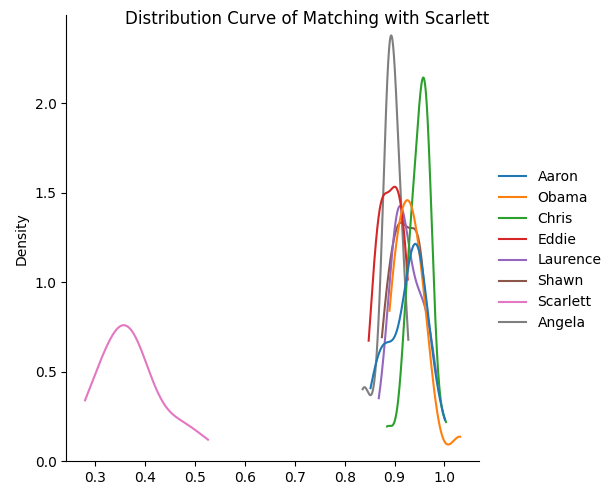 Distribution Curve of Matching with Scarlett
2.0
1.5
1.0
0.5
0.0
Density
0.3 0.4 0.5 0.6 0.7 0.8 0.9 1.0
Aaron
Obama
Chris
Eddie
Laurence
Shawn
Scarlett
Angela